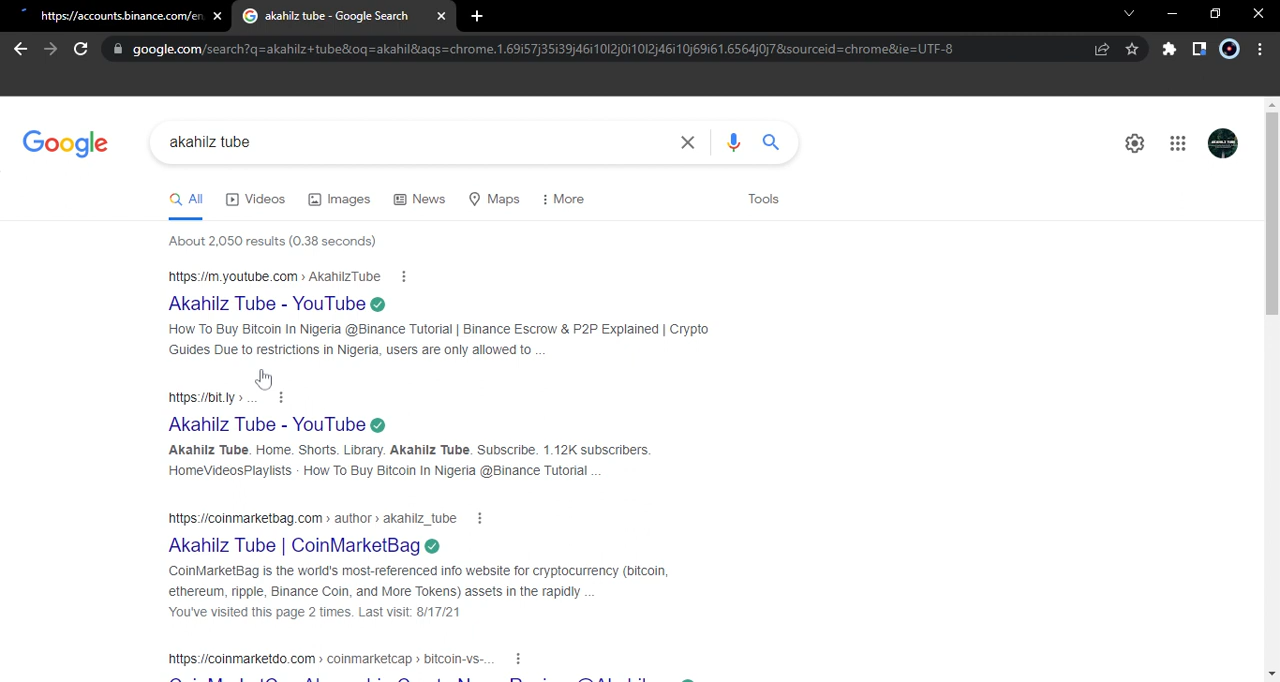 https://accounts.binance.com/en
akahilz tube - Google Search
google.com/search?q=akahilz+tube&oq=akahil&aqs=chrome.1.69i57j35i39j46i10l2j0i10l2j46i10j69i61.6564j0j7&sourceid=chrome&ie=UTF-8
Google
akahilz tube
All
Videos
Images
News
Maps
More
Tools
About 2,050 results (0.38 seconds)
https://m.youtube.com › AkahilzTube
Akahilz Tube - YouTube
How To Buy Bitcoin In Nigeria @Binance Tutorial | Binance Escrow & P2P Explained | Crypto
Guides Due to restrictions in Nigeria, users are only allowed to ...
https://bit.ly › ...
Akahilz Tube - YouTube
Akahilz Tube. Home. Shorts. Library. Akahilz Tube. Subscribe. 1.12K subscribers.
HomeVideosPlaylists · How To Buy Bitcoin In Nigeria @Binance Tutorial ...
https://coinmarketbag.com › author › akahilz_tube
Akahilz Tube | CoinMarketBag
CoinMarketBag is the world's most-referenced info website for cryptocurrency (bitcoin,
ethereum, ripple, Binance Coin, and More Tokens) assets in the rapidly ...
You've visited this page 2 times. Last visit: 8/17/21
https://coinmarketdo.com › coinmarketcap › bitcoin-vs-...